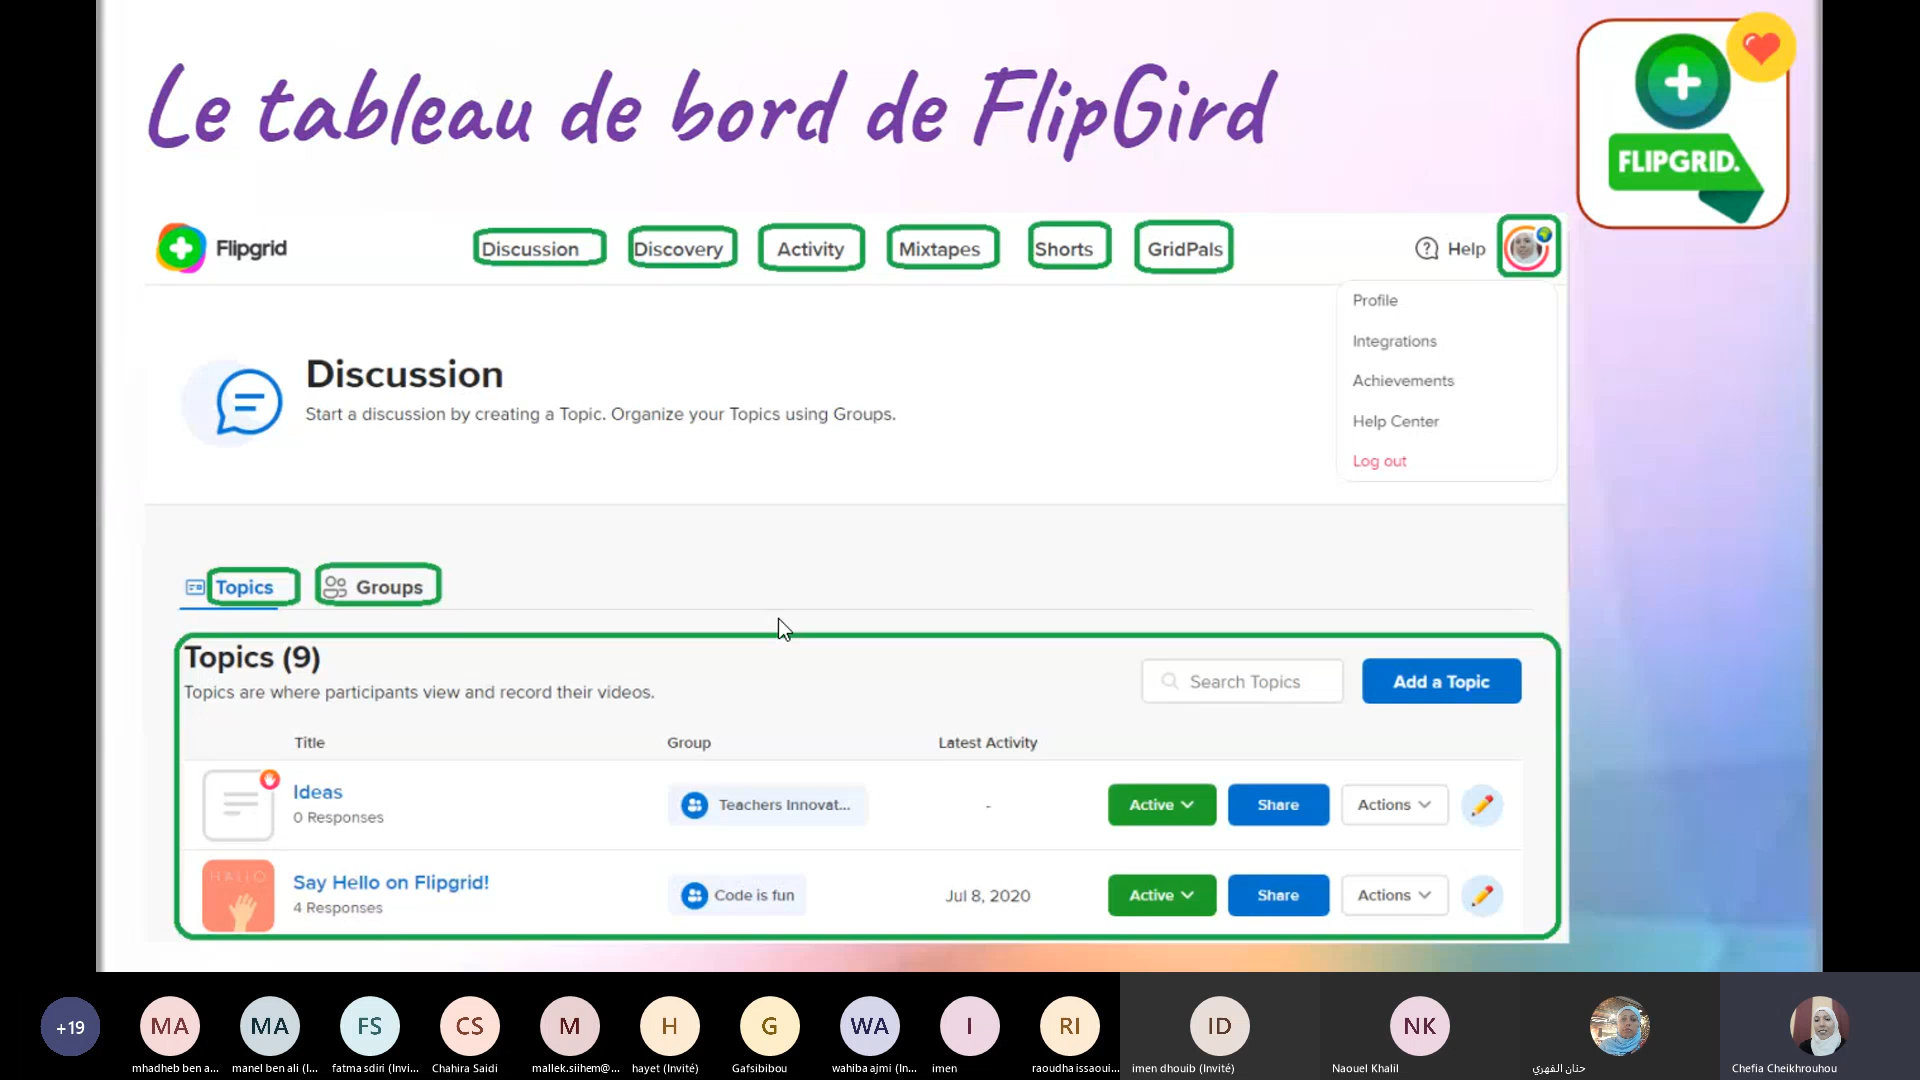 Le tableau de bord de FlipGird
FLIPGRID.
Flipgrid
Discussion
Discovery
Activity
Mixtapes
Shorts
GridPals
Help
Profile
Integrations
Achievements
Help Center
Log out
Discussion
Start a discussion by creating a Topic. Organize your Topics using Groups.
Topics
Groups
Topics (9)
Topics are where participants view and record their videos.
Search Topics
Add a Topic
Title
Group
Latest Activity
Ideas
0 Responses
Teachers Innovat...
-
Active
Share
Actions
HALLO
Say Hello on Flipgrid!
4 Responses
Code is fun
Jul 8, 2020
Active
Share
Actions
+19
MA
MA
FS
CS
M
H
G
WA
I
RI
ID
NK
mhadheb ben a...
manel ben ali (I...
fatma sdiri (Invi...
Chahira Saidi
mallek.siihem@...
hayet (Invité)
Gafsibibou
wahiba ajmi (In...
imen
raoudha issaoui...
imen dhouib (Invité)
Naouel Khalil
حنان الفهري
Chefia Cheikhrouhou